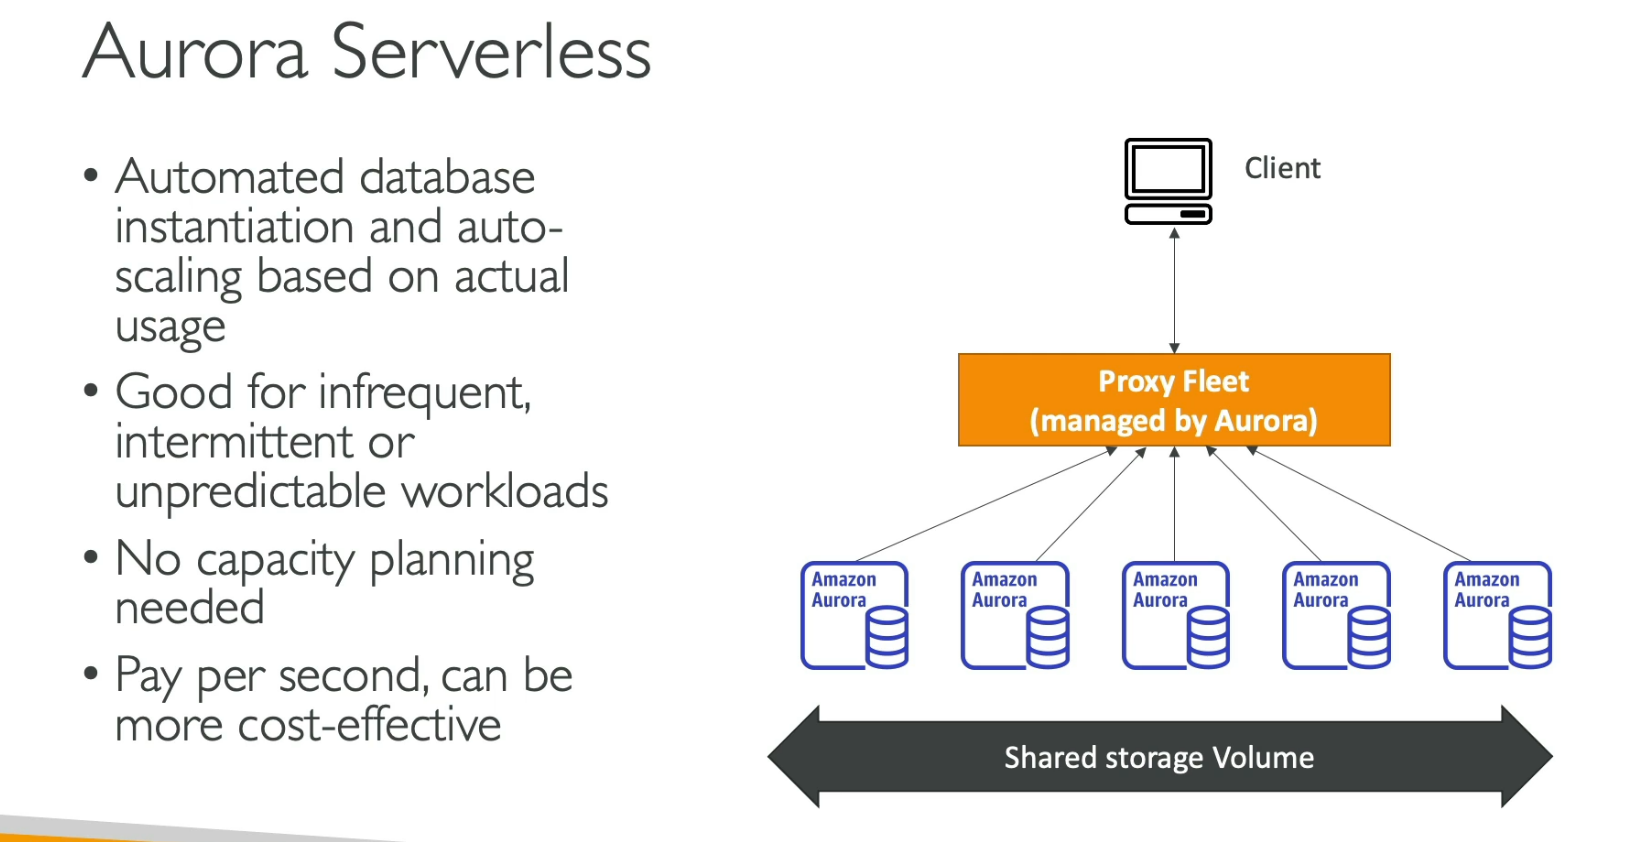 Aurora Serverless
• Automated database
instantiation and auto-
scaling based on actual
usage
• Good for infrequent,
intermittent or
unpredictable workloads
• No capacity planning
needed
• Pay per second, can be
more cost-effective
Client
Proxy Fleet
(managed by Aurora)
Amazon
Aurora
Amazon
Aurora
Amazon
Aurora
Amazon
Aurora
Amazon
Aurora
Shared storage Volume